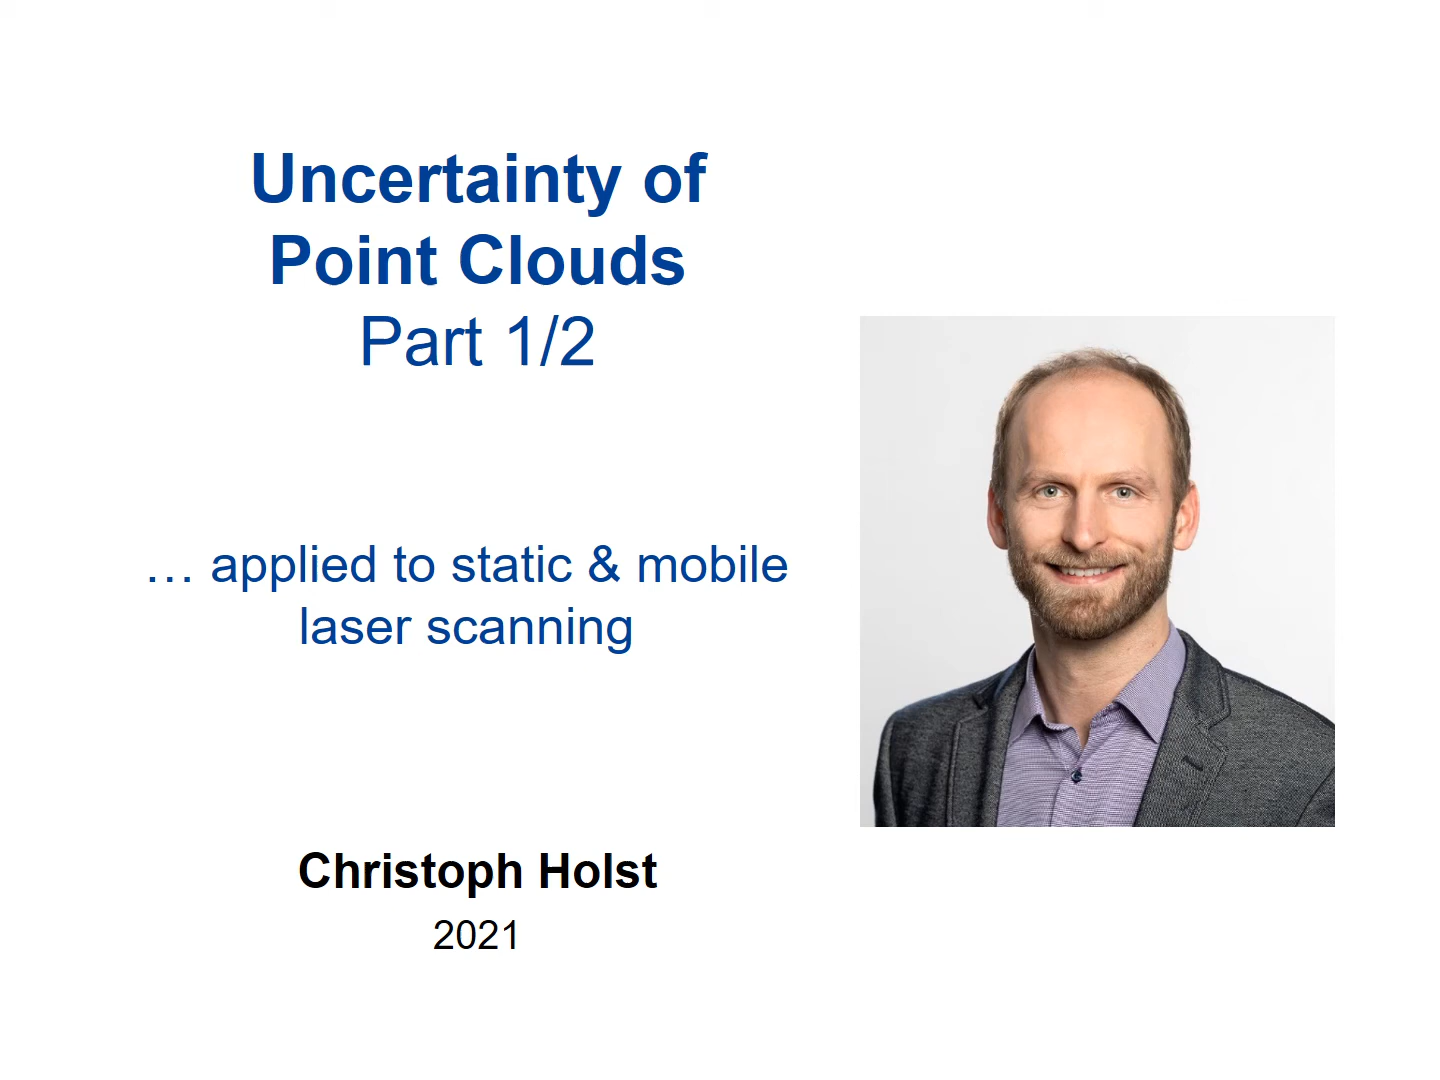 Uncertainty of
Point Clouds
Part 1/2
… applied to static & mobile
laser scanning
Christoph Holst
2021